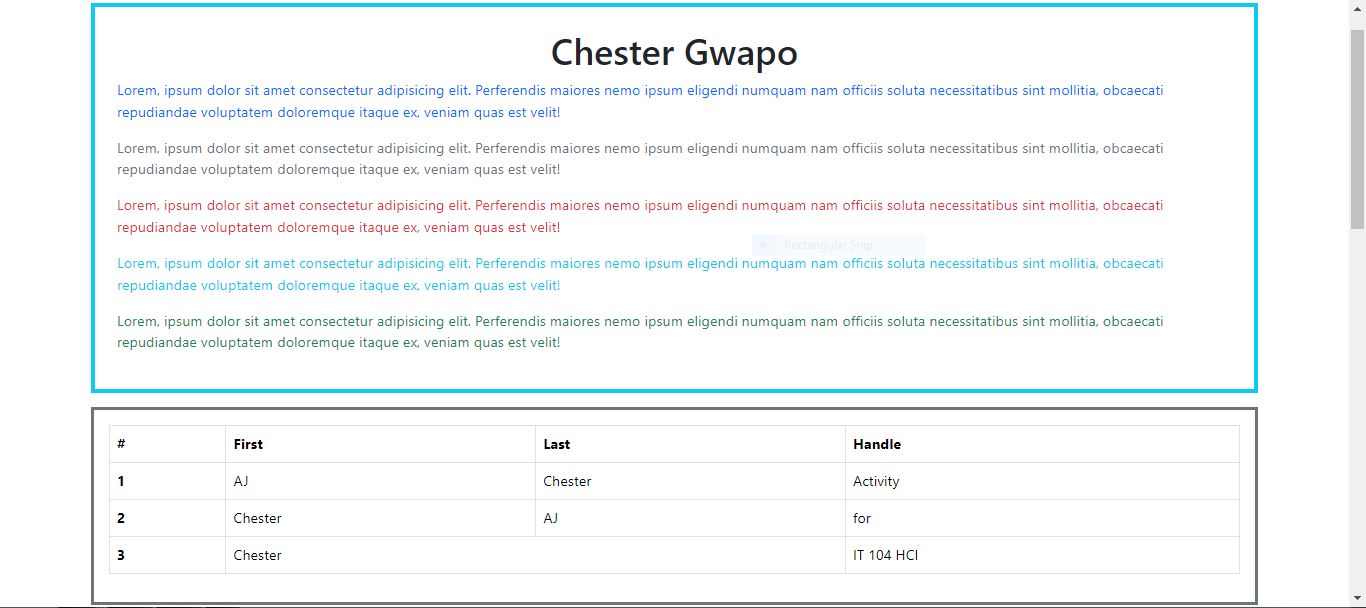 Chester Gwapo
Lorem, ipsum dolor sit amet consectetur adipisicing elit. Perferendis maiores nemo ipsum eligendi numquam nam officiis soluta necessitatibus sint mollitia, obcaecati
repudiandae voluptatem doloremque itaque ex, veniam quas est velit!
Lorem, ipsum dolor sit amet consectetur adipisicing elit. Perferendis maiores nemo ipsum eligendi numquam nam officiis soluta necessitatibus sint mollitia, obcaecati
repudiandae voluptatem doloremque itaque ex, veniam quas est velit!
Lorem, ipsum dolor sit amet consectetur adipisicing elit. Perferendis maiores nemo ipsum eligendi numquam nam officiis soluta necessitatibus sint mollitia, obcaecati
repudiandae voluptatem doloremque itaque ex, veniam quas est velit!
Rectangular Snip
Lorem, ipsum dolor sit amet consectetur adipisicing elit. Perferendis maiores nemo ipsum eligendi numquam nam officiis soluta necessitatibus sint mollitia, obcaecati
repudiandae voluptatem doloremque itaque ex, veniam quas est velit!
Lorem, ipsum dolor sit amet consectetur adipisicing elit. Perferendis maiores nemo ipsum eligendi numquam nam officiis soluta necessitatibus sint mollitia, obcaecati
repudiandae voluptatem doloremque itaque ex, veniam quas est velit!
# First Last Handle
1 AJ Chester Activity
2 Chester AJ for
3 Chester IT 104 HCI